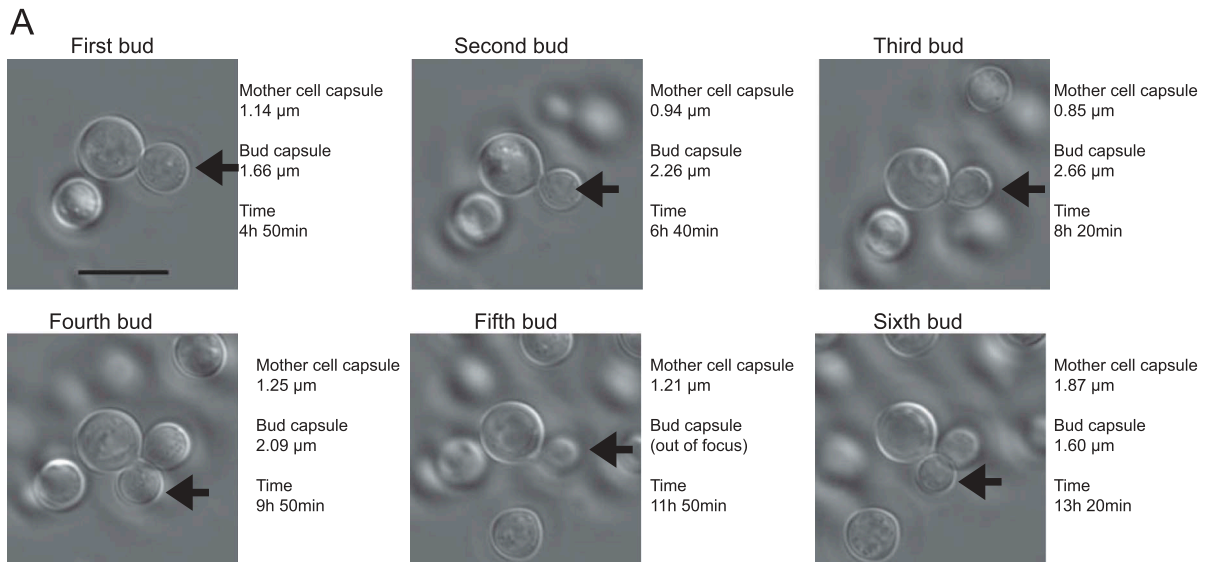 A
First bud
Mother cell capsule
1.14 µm
Bud capsule
1.66 µm
Time
4h 50min
Second bud
Mother cell capsule
0.94 µm
Bud capsule
2.26 µm
Time
6h 40min
Third bud
Mother cell capsule
0.85 µm
Bud capsule
2.66 µm
Time
8h 20min
Fourth bud
Mother cell capsule
1.25 µm
Bud capsule
2.09 µm
Time
9h 50min
Fifth bud
Mother cell capsule
1.21 µm
Bud capsule
(out of focus)
Time
11h 50min
Sixth bud
Mother cell capsule
1.87 µm
Bud capsule
1.60 µm
Time
13h 20min